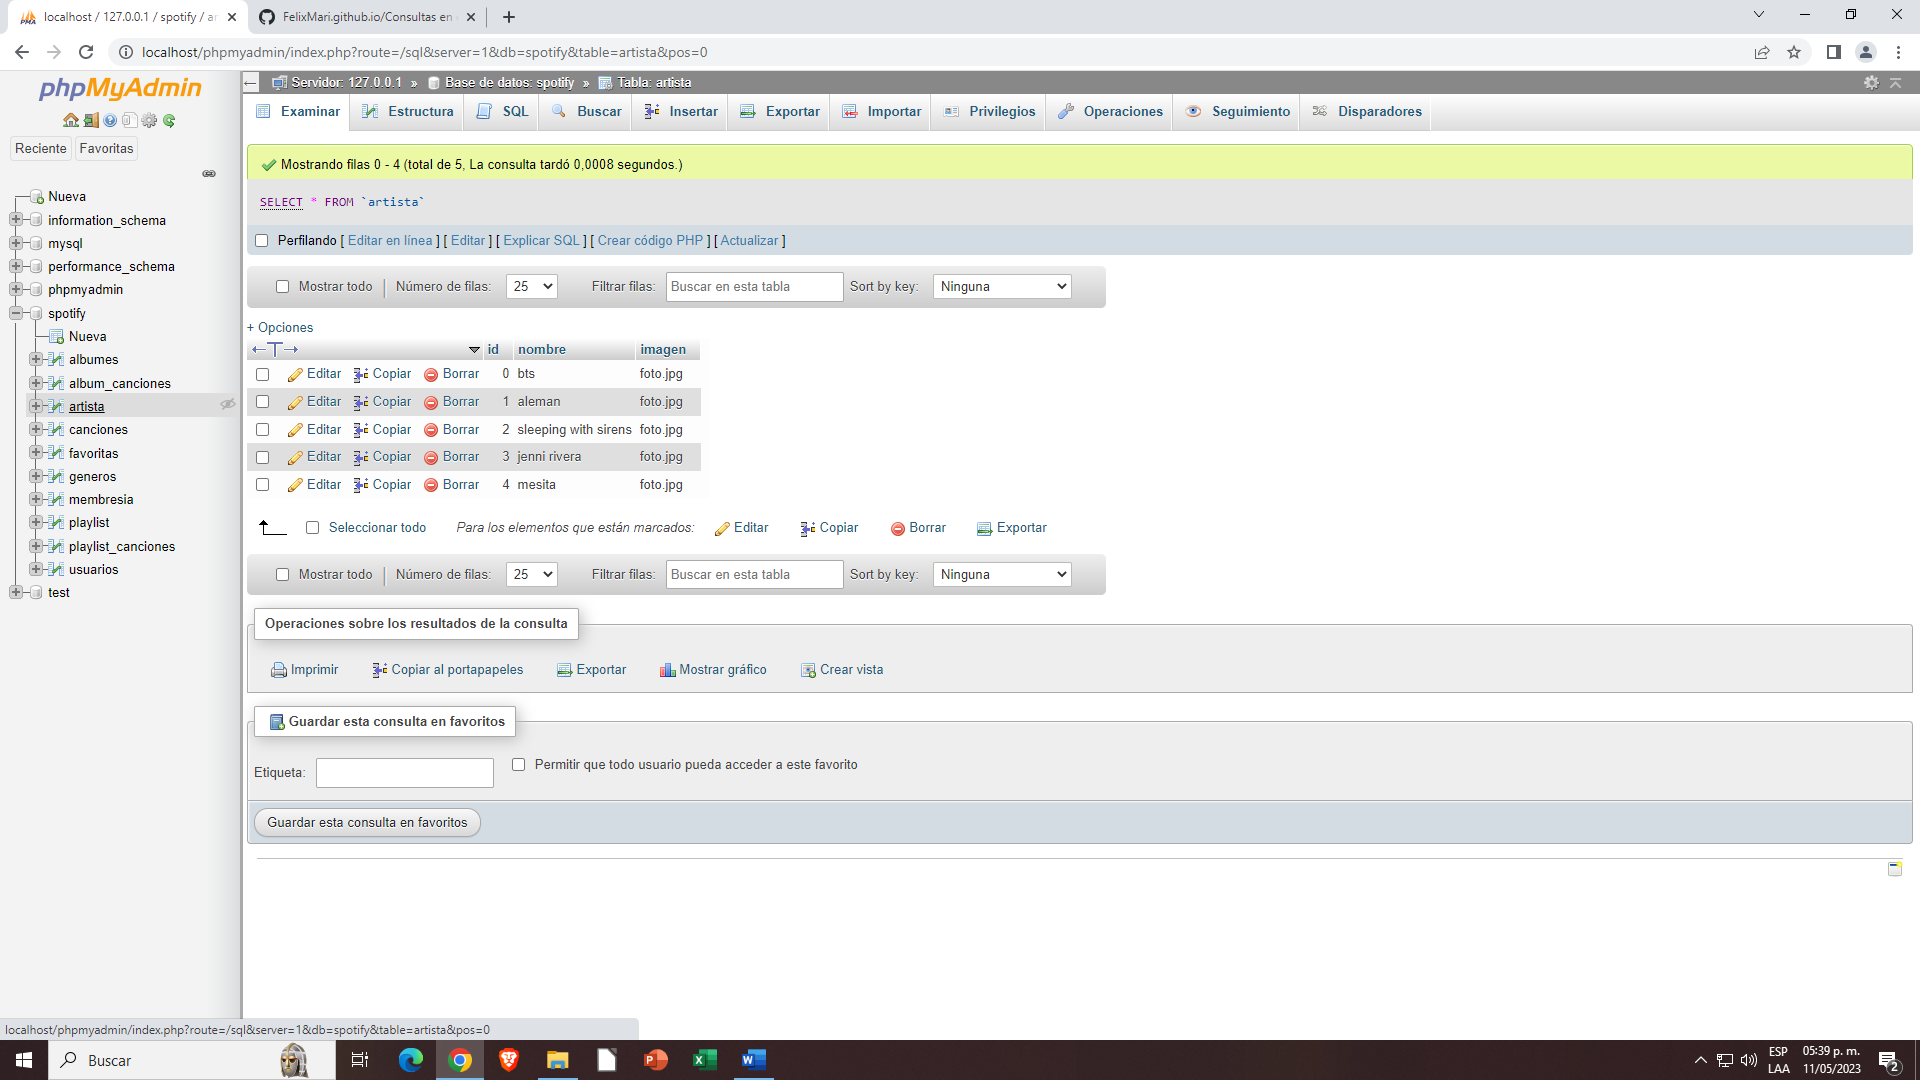 localhost / 127.0.0.1 / spotify / ar
FelixMari.github.io/Consultas en
localhost/phpmyadmin/index.php?route=/sql&server=1&db=spotify&table=artista&pos=0
phpMyAdmin
Reciente Favoritas
Nueva
information_schema
mysql
performance_schema
phpmyadmin
spotify
Nueva
albumes
album_canciones
artista
canciones
favoritas
generos
membresia
playlist
playlist_canciones
usuarios
test
Servidor: 127.0.0.1 » Base de datos: spotify » Tabla: artista
Examinar Estructura SQL Buscar Insertar Exportar Importar Privilegios Operaciones Seguimiento Disparadores
Mostrando filas 0 - 4 (total de 5, La consulta tardó 0,0008 segundos.)
SELECT * FROM `artista`
Perfilando [ Editar en línea ] [ Editar ] [ Explicar SQL ] [ Crear código PHP ] [ Actualizar ]
Mostrar todo Número de filas: 25 Filtrar filas: Buscar en esta tabla Sort by key: Ninguna
+ Opciones
id nombre imagen
Editar Copiar Borrar 0 bts foto.jpg
Editar Copiar Borrar 1 aleman foto.jpg
Editar Copiar Borrar 2 sleeping with sirens foto.jpg
Editar Copiar Borrar 3 jenni rivera foto.jpg
Editar Copiar Borrar 4 mesita foto.jpg
Seleccionar todo Para los elementos que están marcados: Editar Copiar Borrar Exportar
Mostrar todo Número de filas: 25 Filtrar filas: Buscar en esta tabla Sort by key: Ninguna
Operaciones sobre los resultados de la consulta
Imprimir Copiar al portapapeles Exportar Mostrar gráfico Crear vista
Guardar esta consulta en favoritos
Etiqueta: Permitir que todo usuario pueda acceder a este favorito
Guardar esta consulta en favoritos
localhost/phpmyadmin/index.php?route=/sql&server=1&db=spotify&table=artista&pos=0
Buscar
ESP
LAA
05:39 p. m.
11/05/2023
2